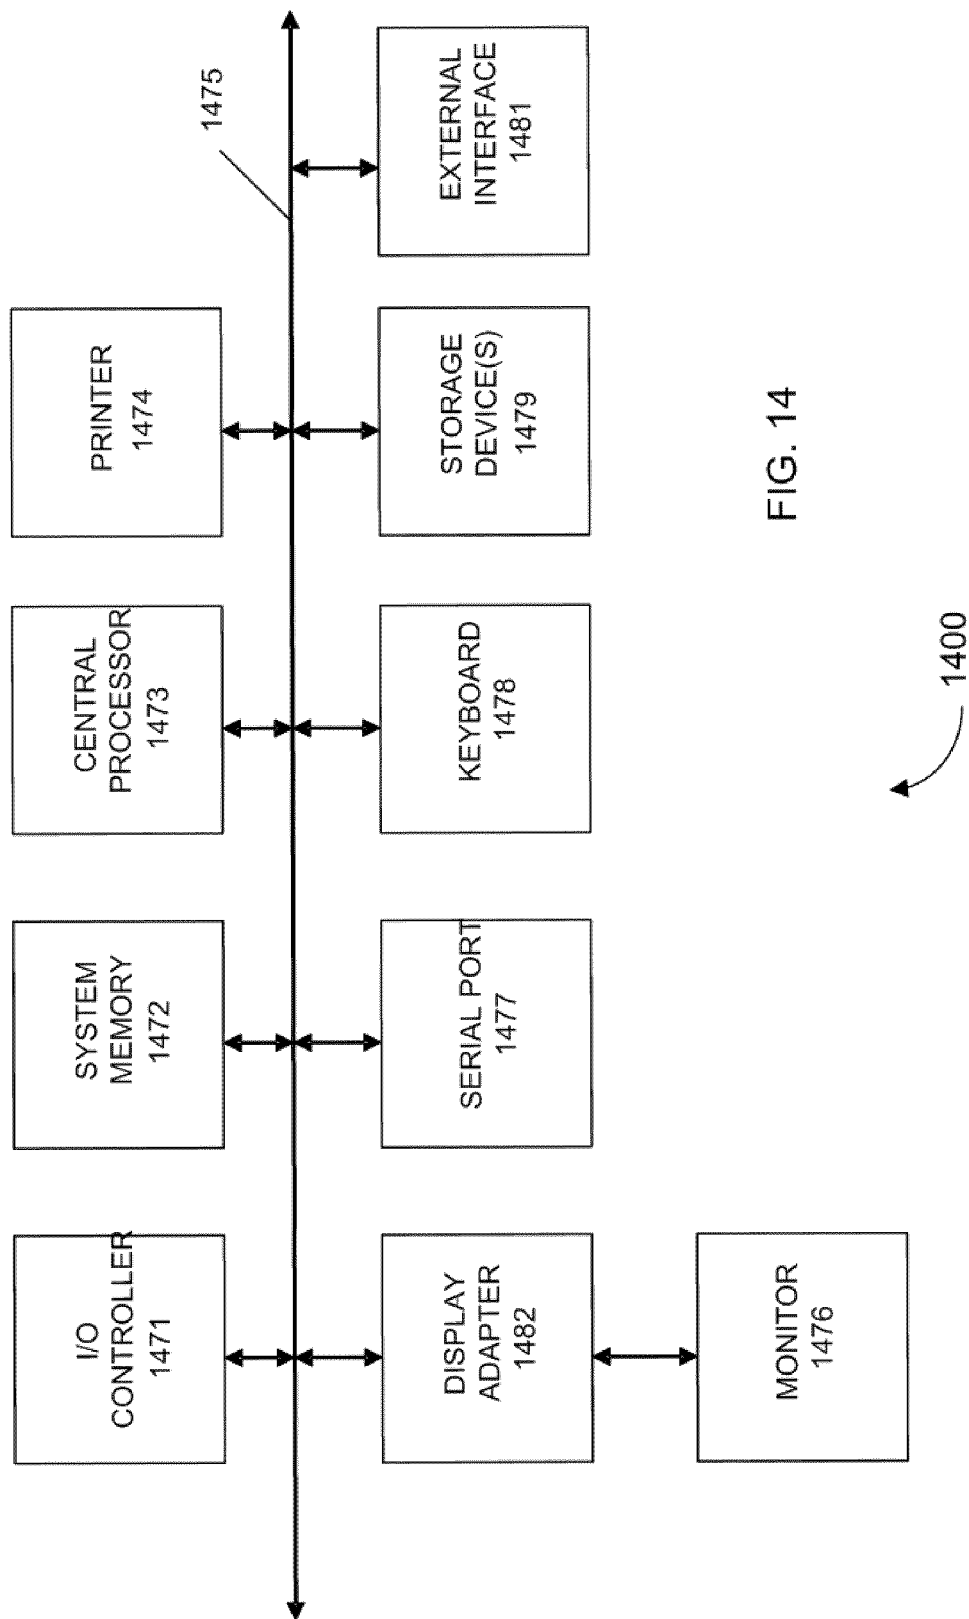 I/O
CONTROLLER
1471
SYSTEM
MEMORY
1472
CENTRAL
PROCESSOR
1473
PRINTER
1474
1475
DISPLAY
ADAPTER
1482
SERIAL PORT
1477
KEYBOARD
1478
STORAGE
DEVICE(S)
1479
EXTERNAL
INTERFACE
1481
MONITOR
1476
FIG. 14
1400